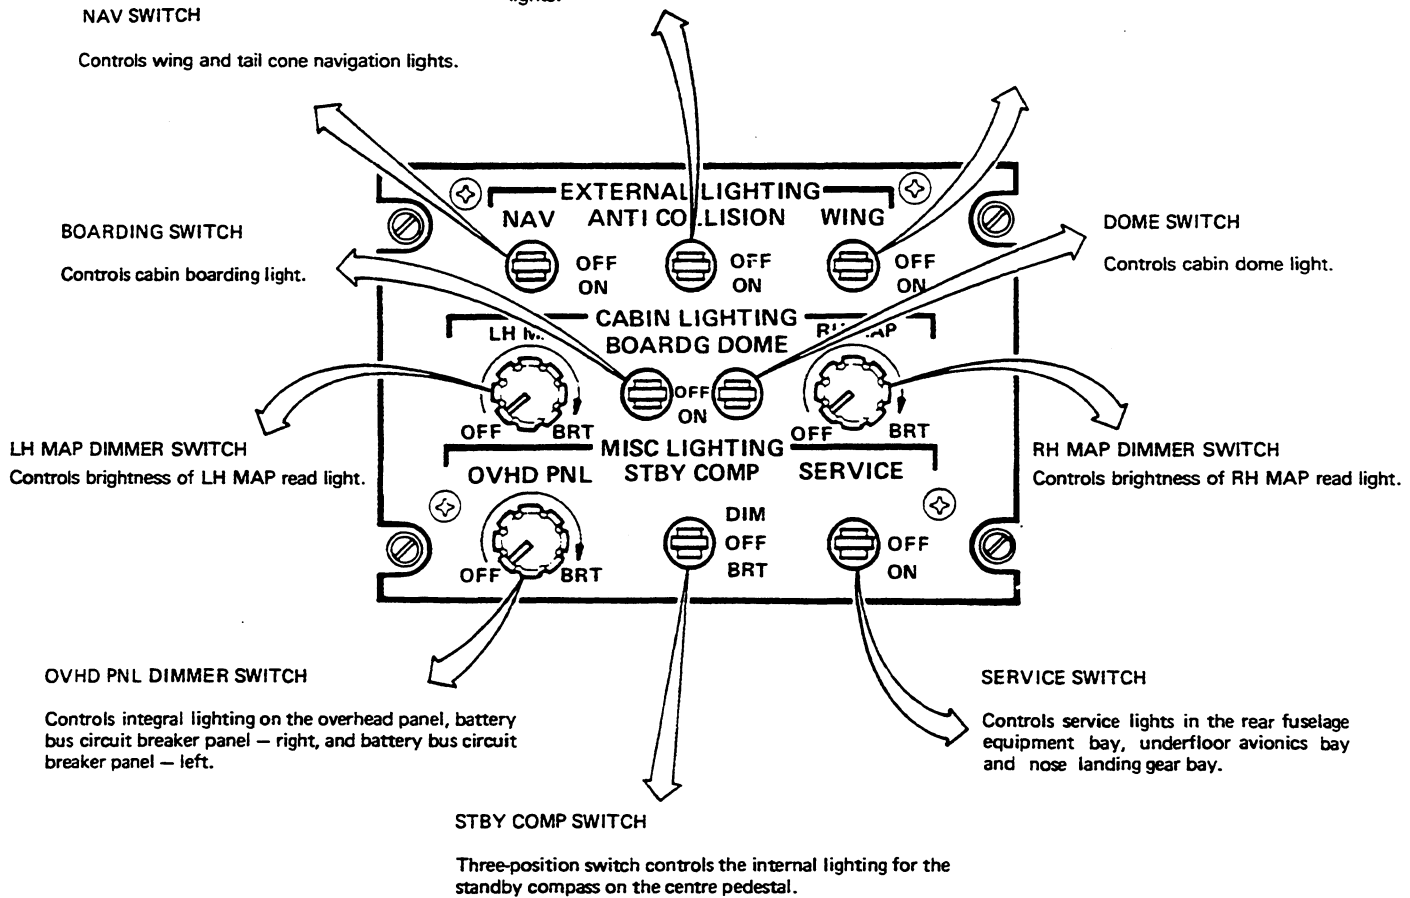 lights.
NAV SWITCH
Controls wing and tail cone navigation lights.
EXTERNAL LIGHTING
NAV ANTI COLLISION WING
OFF
ON
OFF
ON
OFF
ON
BOARDING SWITCH
Controls cabin boarding light.
DOME SWITCH
Controls cabin dome light.
CABIN LIGHTING
LH M RH MAP
BOARDG DOME
OFF
ON
OFF BRT
OFF BRT
LH MAP DIMMER SWITCH
Controls brightness of LH MAP read light.
RH MAP DIMMER SWITCH
Controls brightness of RH MAP read light.
MISC LIGHTING
OVHD PNL STBY COMP SERVICE
OFF BRT
DIM
OFF
BRT
OFF
ON
OVHD PNL DIMMER SWITCH
Controls integral lighting on the overhead panel, battery
bus circuit breaker panel — right, and battery bus circuit
breaker panel — left.
SERVICE SWITCH
Controls service lights in the rear fuselage
equipment bay, underfloor avionics bay
and nose landing gear bay.
STBY COMP SWITCH
Three-position switch controls the internal lighting for the
standby compass on the centre pedestal.